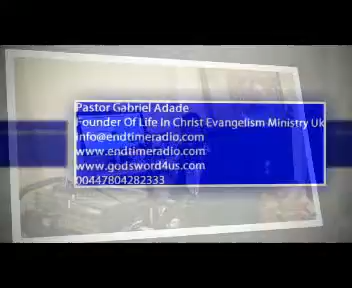 Pastor Gabriel Adade
Founder Of Life In Christ Evangelism Ministry Uk
info@endtimeradio.com
www.endtimeradio.com
www.godsword4us.com
00447804282333